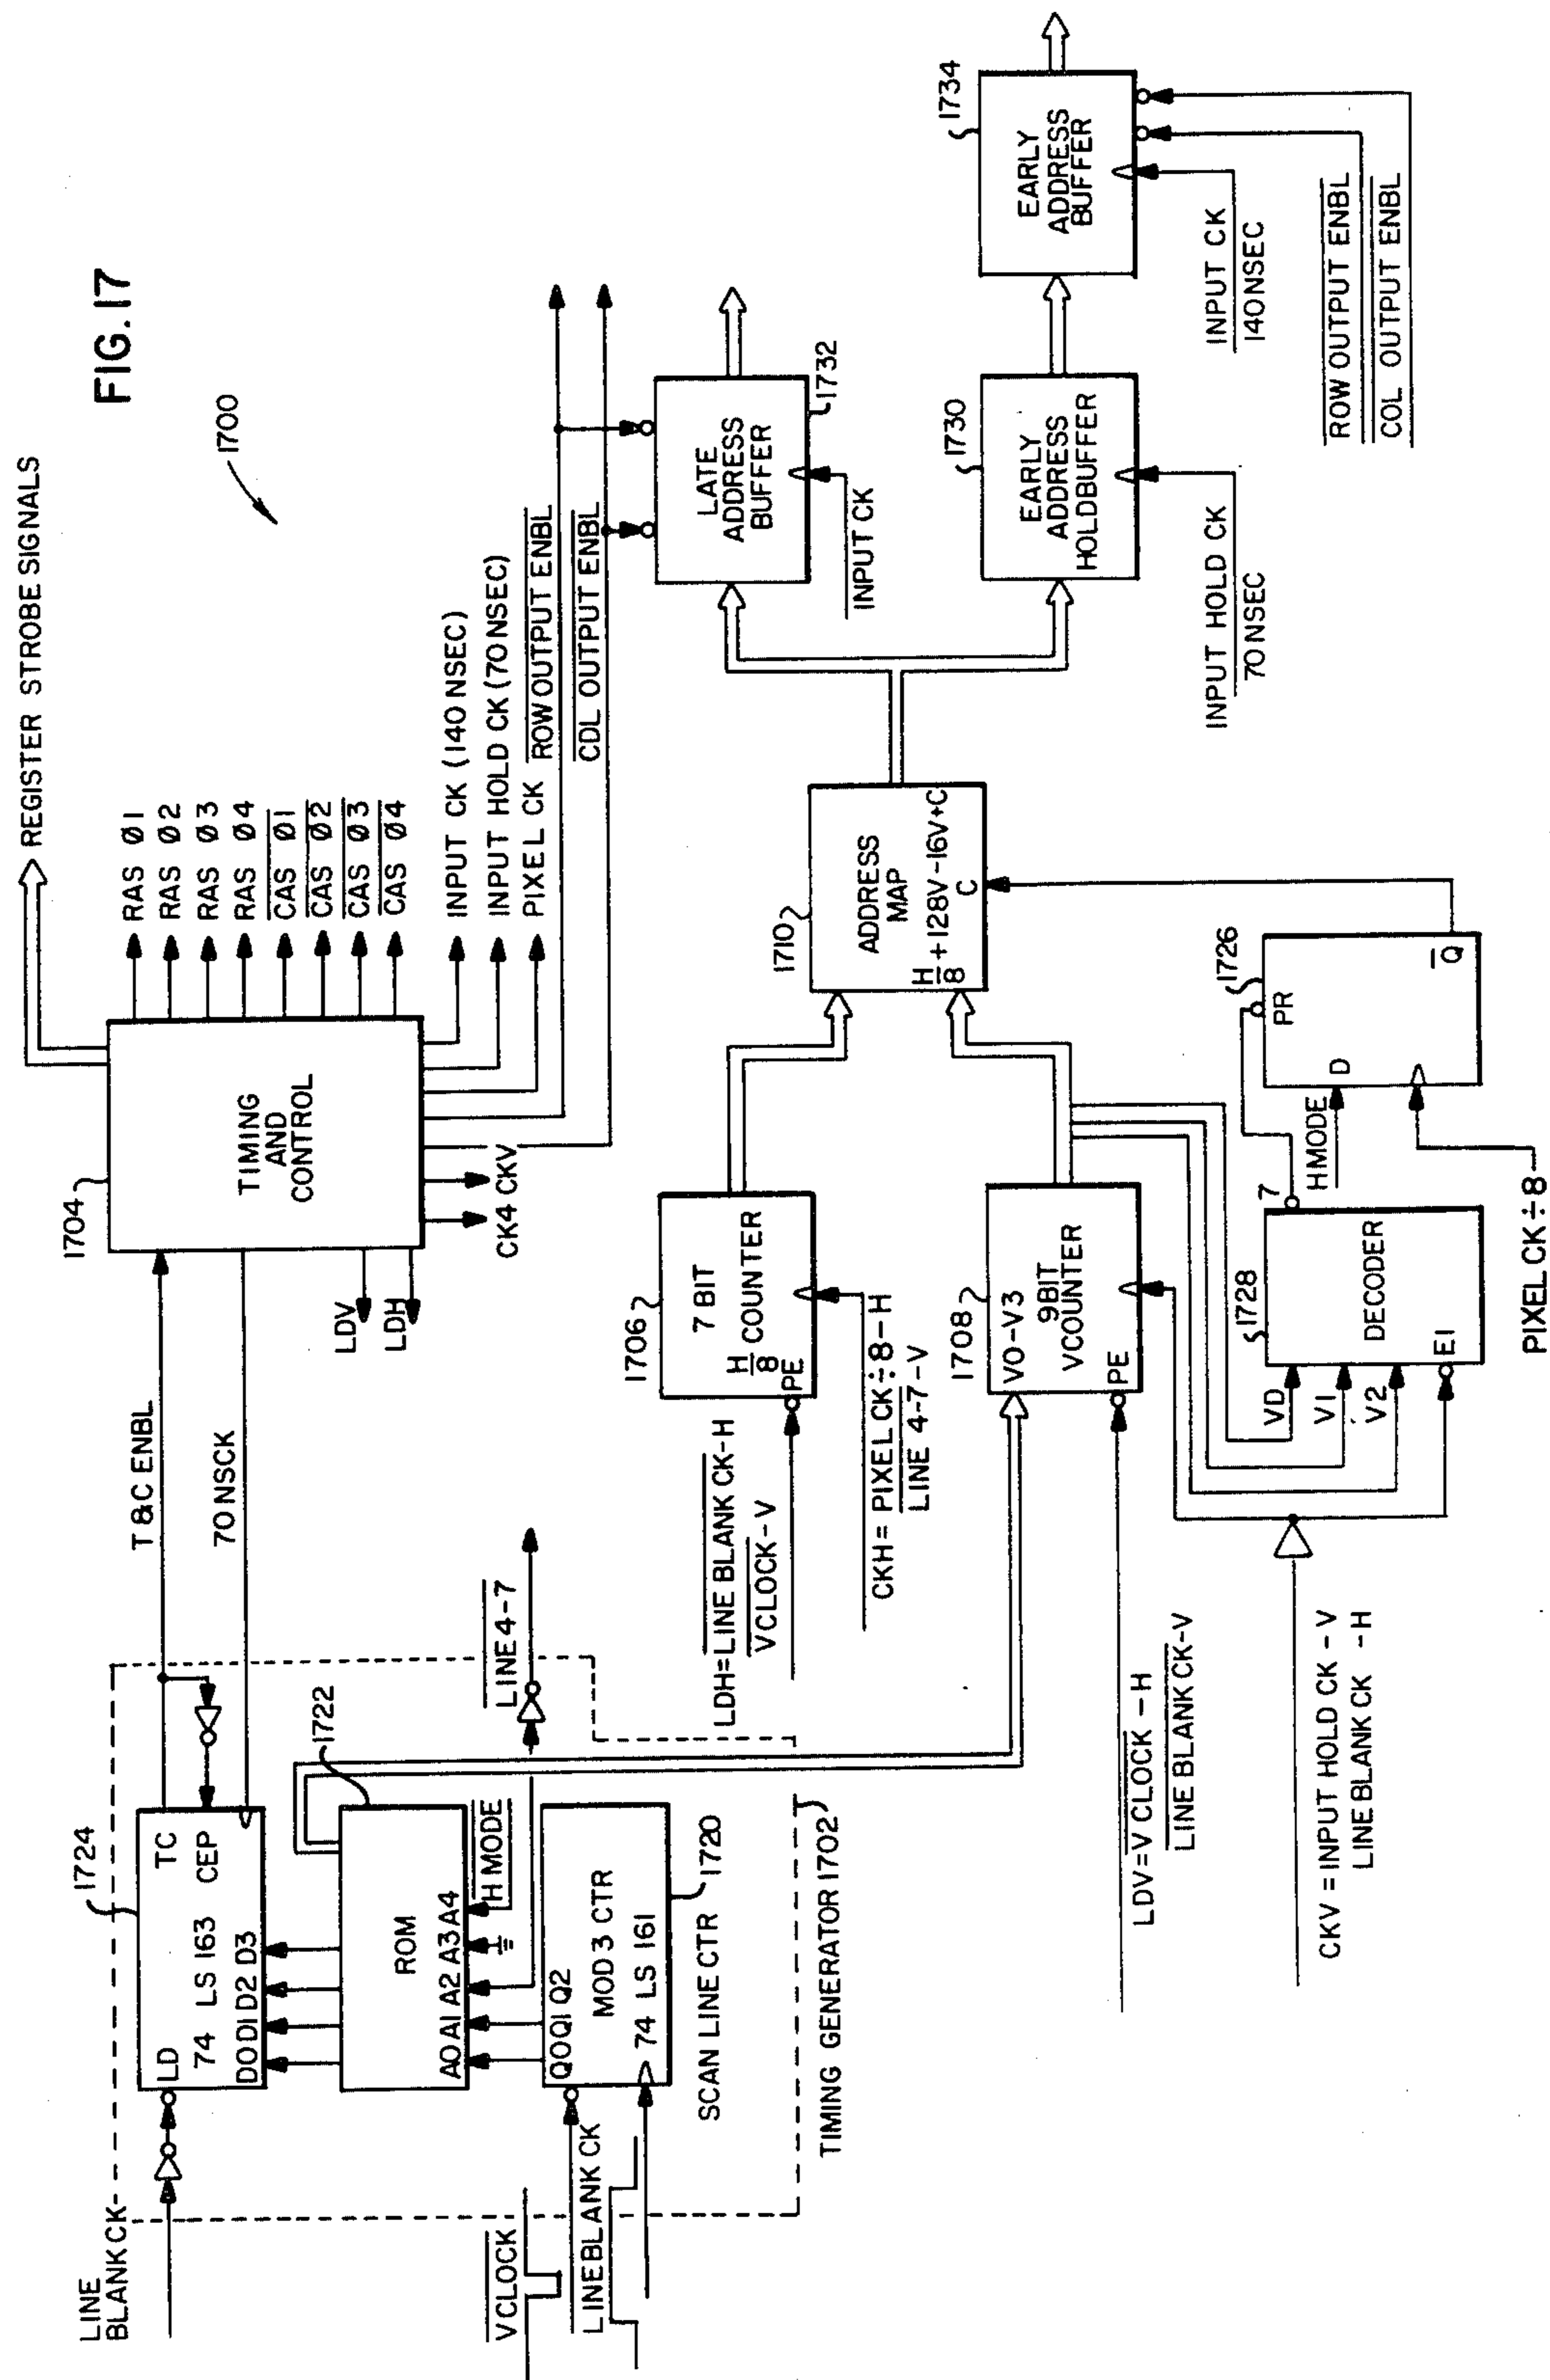 FIG. 17
1700
REGISTER STROBE SIGNALS
RAS Ø1
RAS Ø2
RAS Ø3
RAS Ø4
CAS Ø1
CAS Ø2
CAS Ø3
CAS Ø4
INPUT CK (140 NSEC)
INPUT HOLD CK (70 NSEC)
PIXEL CK
ROW OUTPUT ENBL
CDL OUTPUT ENBL
1704
TIMING
AND
CONTROL
LDV
LDH
CK4
CKV
T&C ENBL
70NSCK
LINE
BLANK CK-
1724
LD
TC
74 LS 163
CEP
D0 D1 D2 D3
1722
ROM
A0 A1 A2 A3 A4
H MODE
LINE 4-7
V CLOCK
LINE BLANK CK
Q0 Q1 Q2
MOD 3 CTR
74 LS 161
1720
SCAN LINE CTR
TIMING GENERATOR 1702
LDH=LINE BLANK CK-H
VCLOCK-V
1706
7 BIT
H/8 COUNTER
PE
CKH= PIXEL CK÷8-H
LINE 4-7-V
1708
V0-V3
9BIT
VCOUNTER
PE
LDV=V CLOCK -H
LINE BLANK CK-V
CKV=INPUT HOLD CK -V
LINE BLANK CK -H
1728
VD
V1
V2
DECODER
E1
7
1726
HMODE
PR
D
Q
PIXEL CK÷8
1710
ADDRESS
MAP
H/8 +128V-16V+C
C
LATE
ADDRESS
BUFFER
1732
INPUT CK
1730
EARLY
ADDRESS
HOLDBUFFER
INPUT HOLD CK
70NSEC
1734
EARLY
ADDRESS
BUFFER
INPUT CK
140NSEC
ROW OUTPUT ENBL
COL OUTPUT ENBL